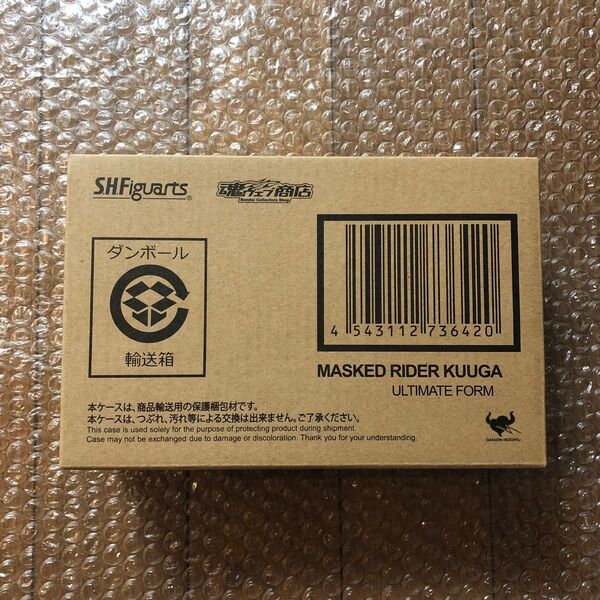 S.H.Figuarts®
魂ウェブ商店
Bandai Collectors Shop
ダンボール
輸送箱
4 543112 736420
MASKED RIDER KUUGA
ULTIMATE FORM
本ケースは、商品輸送用の保護梱包材です。
本ケースは、つぶれ、汚れ等による交換は出来ません。ご了承ください。
This case is used solely for the purpose of protecting product during shipment.
Case may not be exchanged due to damage or discoloration. Thank you for your understanding.
TAMASHII NATIONS